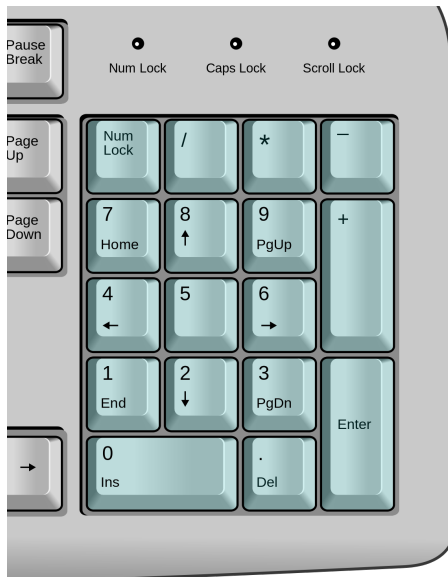 Pause
Break
Num Lock Caps Lock Scroll Lock
Page
Up
Num
Lock
/ * –
Page
Down
7 8 9 +
Home ↑ PgUp
4 5 6
← →
1 2 3
End ↓ PgDn
Enter
→
0 .
Ins Del